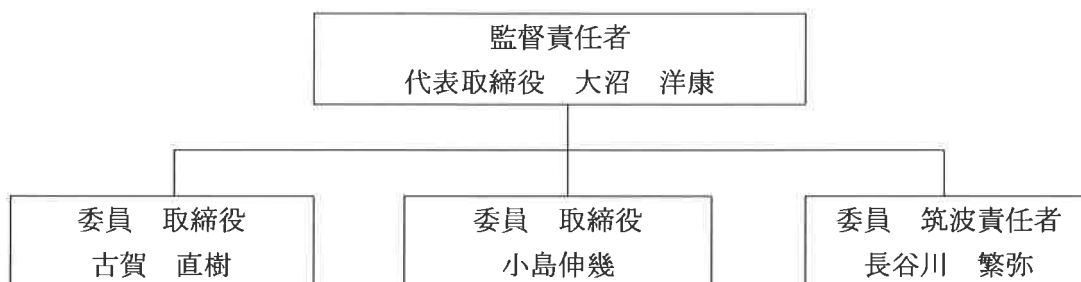 監督責任者
代表取締役　大沼　洋康
委員　取締役
古賀　直樹
委員　取締役
小島伸幾
委員　筑波責任者
長谷川　繁弥